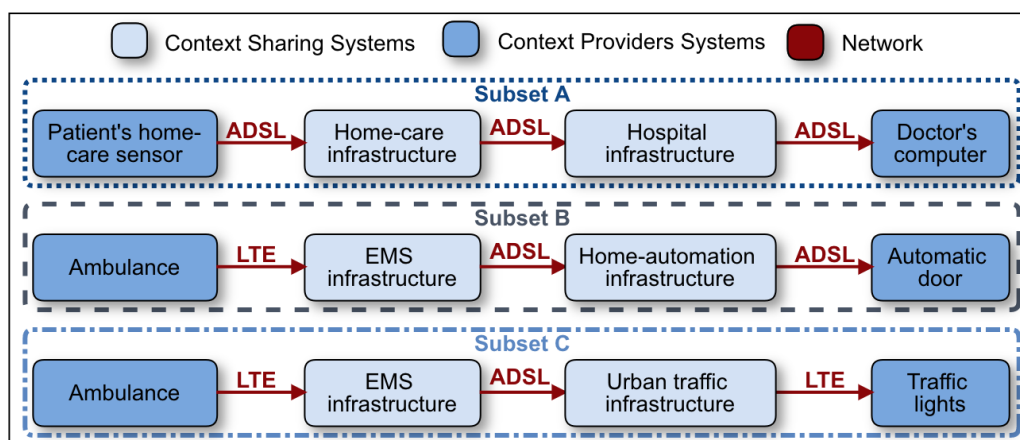 Context Sharing Systems
Context Providers Systems
Network
Subset A
Patient's home-
care sensor
ADSL
Home-care
infrastructure
ADSL
Hospital
infrastructure
ADSL
Doctor's
computer
Subset B
Ambulance
LTE
EMS
infrastructure
ADSL
Home-automation
infrastructure
ADSL
Automatic
door
Subset C
Ambulance
LTE
EMS
infrastructure
ADSL
Urban traffic
infrastructure
LTE
Traffic
lights